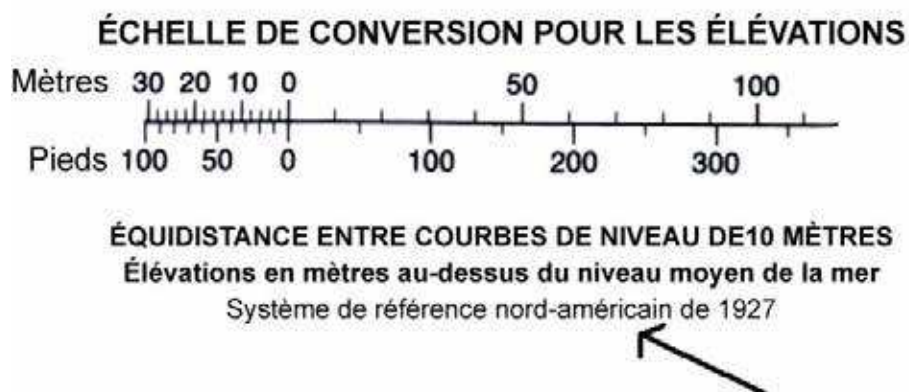 ÉCHELLE DE CONVERSION POUR LES ÉLÉVATIONS
Mètres 30 20 10 0 50 100
Pieds 100 50 0 100 200 300
ÉQUIDISTANCE ENTRE COURBES DE NIVEAU DE10 MÈTRES
Élévations en mètres au-dessus du niveau moyen de la mer
Système de référence nord-américain de 1927